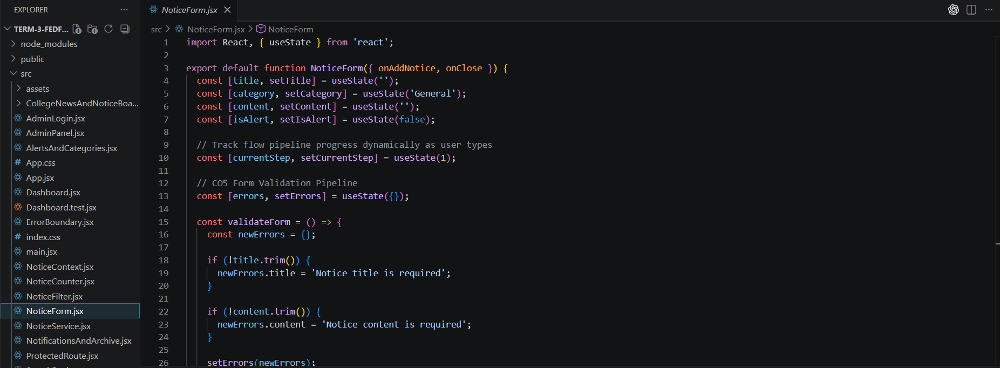 EXPLORER
TERM-3-FEDF...
node_modules
public
src
assets
CollegeNewsAndNoticeBoa...
AdminLogin.jsx
AdminPanel.jsx
AlertsAndCategories.jsx
# App.css
App.jsx
Dashboard.jsx
Dashboard.test.jsx
ErrorBoundary.jsx
# index.css
main.jsx
NoticeContext.jsx
NoticeCounter.jsx
NoticeFilter.jsx
NoticeForm.jsx
NoticeService.jsx
NotificationsAndArchive.jsx
ProtectedRoute.jsx
NoticeForm.jsx
src > NoticeForm.jsx > NoticeForm
1 import React, { useState } from 'react';
2
3 export default function NoticeForm({ onAddNotice, onClose }) {
4 const [title, setTitle] = useState('');
5 const [category, setCategory] = useState('General');
6 const [content, setContent] = useState('');
7 const [isAlert, setIsAlert] = useState(false);
8
9 // Track flow pipeline progress dynamically as user types
10 const [currentStep, setCurrentStep] = useState(1);
11
12 // CO5 Form Validation Pipeline
13 const [errors, setErrors] = useState({});
14
15 const validateForm = () => {
16 const newErrors = {};
17
18 if (!title.trim()) {
19 newErrors.title = 'Notice title is required';
20 }
21
22 if (!content.trim()) {
23 newErrors.content = 'Notice content is required';
24 }
25
26 setErrors(newErrors);